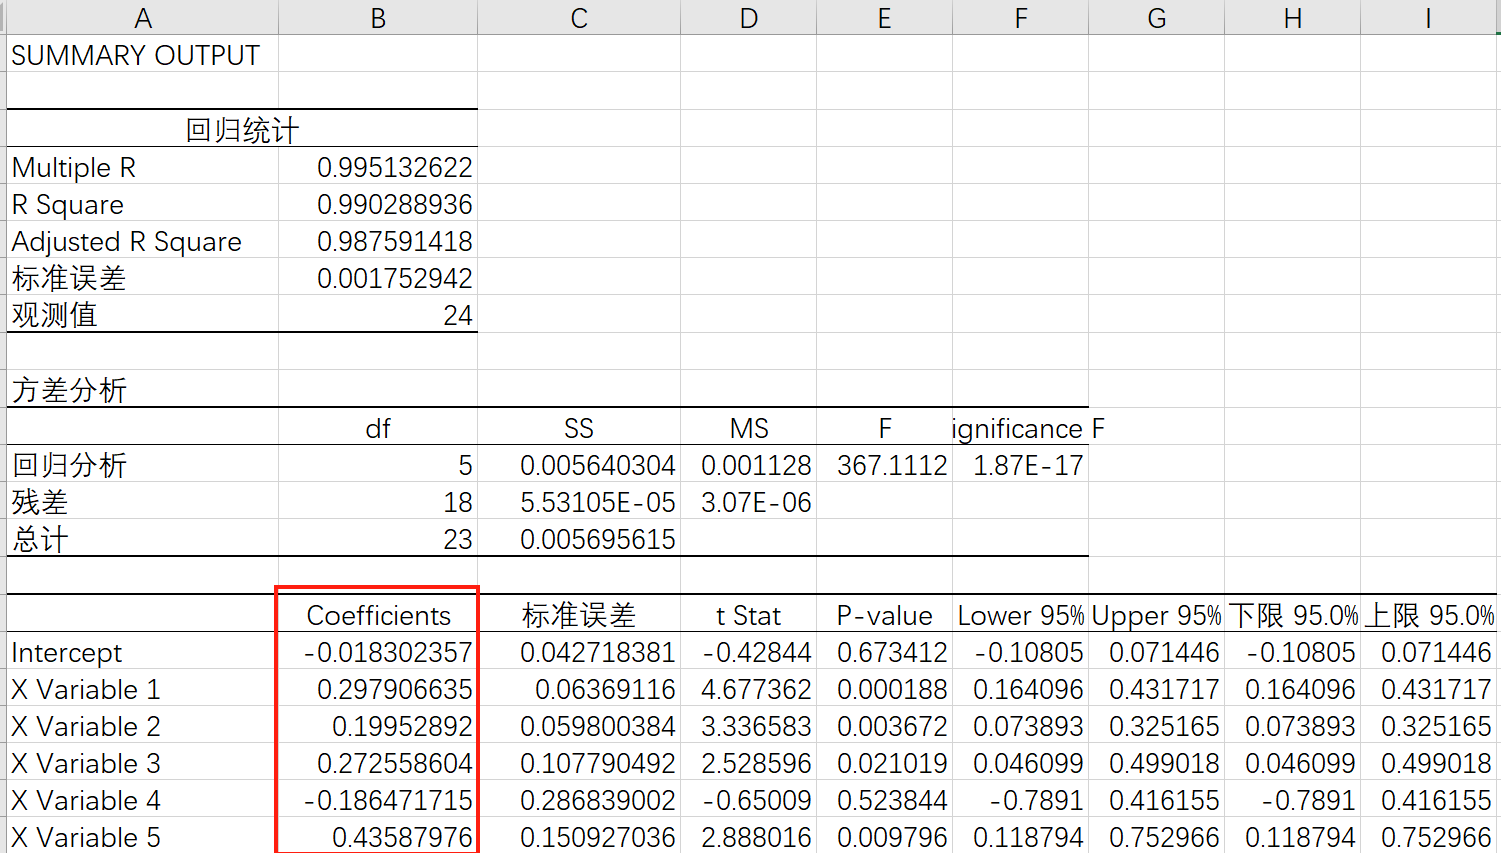 A B C D E F G H I
SUMMARY OUTPUT
回归统计
Multiple R 0.995132622
R Square 0.990288936
Adjusted R Square 0.987591418
标准误差 0.001752942
观测值 24
方差分析
df SS MS F ignificance F
回归分析 5 0.005640304 0.001128 367.1112 1.87E-17
残差 18 5.53105E-05 3.07E-06
总计 23 0.005695615
Coefficients 标准误差 t Stat P-value Lower 95% Upper 95% 下限 95.0% 上限 95.0%
Intercept -0.018302357 0.042718381 -0.42844 0.673412 -0.10805 0.071446 -0.10805 0.071446
X Variable 1 0.297906635 0.06369116 4.677362 0.000188 0.164096 0.431717 0.164096 0.431717
X Variable 2 0.19952892 0.059800384 3.336583 0.003672 0.073893 0.325165 0.073893 0.325165
X Variable 3 0.272558604 0.107790492 2.528596 0.021019 0.046099 0.499018 0.046099 0.499018
X Variable 4 -0.186471715 0.286839002 -0.65009 0.523844 -0.7891 0.416155 -0.7891 0.416155
X Variable 5 0.43587976 0.150927036 2.888016 0.009796 0.118794 0.752966 0.118794 0.752966